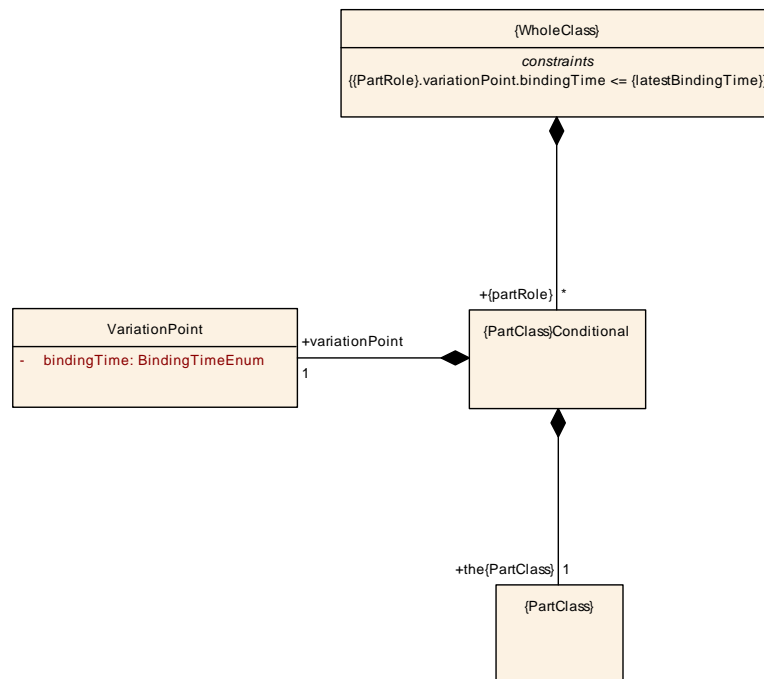 {WholeClass}
constraints
{{PartRole}.variationPoint.bindingTime <= {latestBindingTime}}
+{partRole} *
VariationPoint
- bindingTime: BindingTimeEnum
+variationPoint
1
{PartClass}Conditional
+the{PartClass} 1
{PartClass}